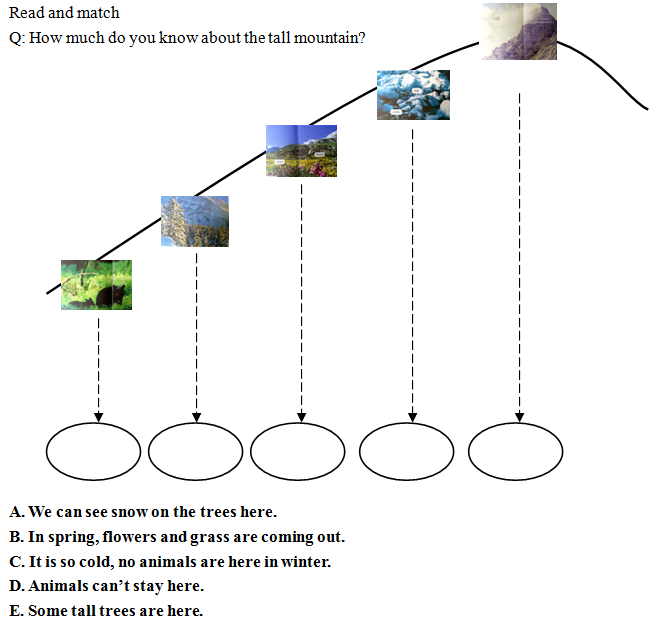 Read and match
Q: How much do you know about the tall mountain?
A. We can see snow on the trees here.
B. In spring, flowers and grass are coming out.
C. It is so cold, no animals are here in winter.
D. Animals can’t stay here.
E. Some tall trees are here.